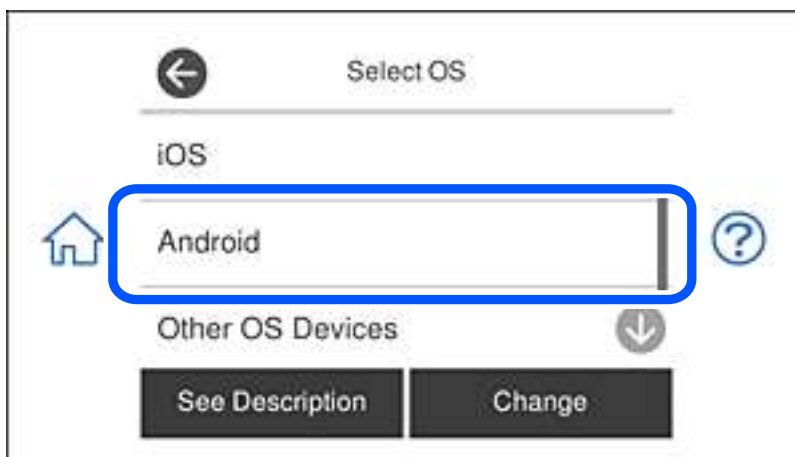 Select OS
iOS
Android
Other OS Devices
See Description Change